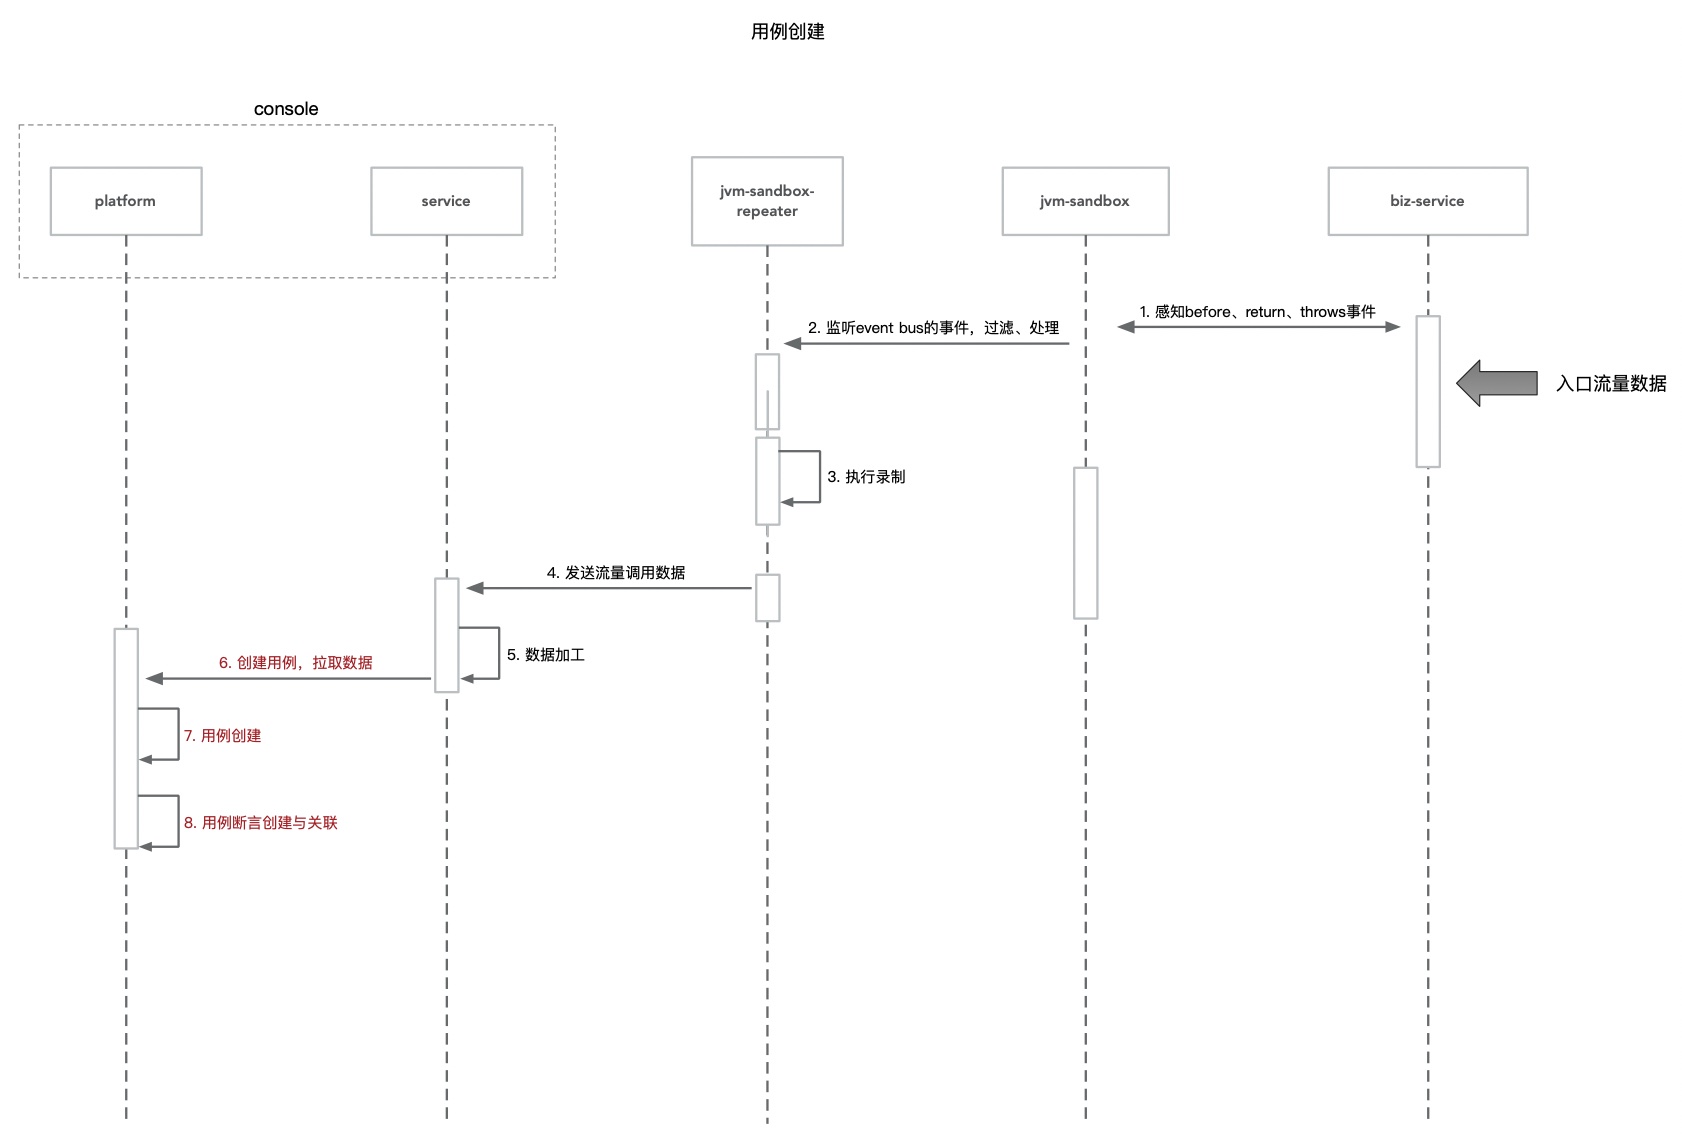 用例创建
console
platform
service
jvm-sandbox-
repeater
jvm-sandbox
biz-service
1. 感知before、return、throws事件
2. 监听event bus的事件，过滤、处理
入口流量数据
3. 执行录制
4. 发送流量调用数据
5. 数据加工
6. 创建用例，拉取数据
7. 用例创建
8. 用例断言创建与关联